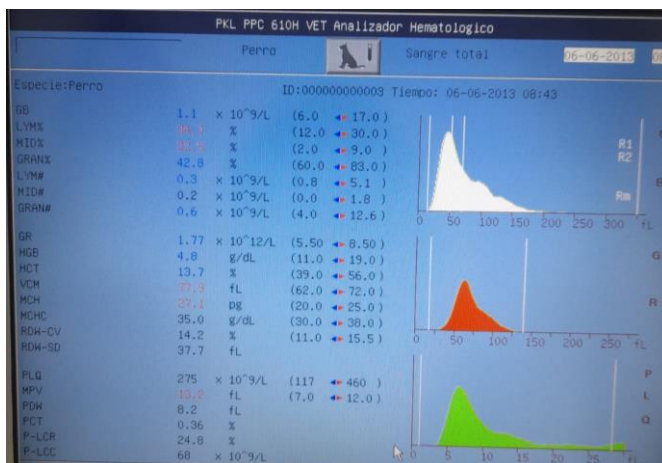 PKL PPC 610H VET Analizador Hematologico
Perro Sangre total 06-06-2013
Especie:Perro ID:000000000003 Tiempo: 06-06-2013 08:43
GB 1.1 × 10^9/L (6.0 17.0)
LYM% % (12.0 30.0)
MID% % (2.0 9.0)
GRAN% 42.8 % (60.0 83.0)
LYM# 0.3 × 10^9/L (0.8 5.1)
MID# 0.2 × 10^9/L (0.0 1.8)
GRAN# 0.6 × 10^9/L (4.0 12.6)
R1
R2
Rm
0 50 100 150 200 250 300 fL
GR 1.77 × 10^12/L (5.50 8.50)
HGB 4.8 g/dL (11.0 19.0)
HCT 13.7 % (39.0 56.0)
VCM fL (62.0 72.0)
MCH 27.1 pg (20.0 25.0)
MCHC 35.0 g/dL (30.0 38.0)
RDW-CV 14.2 % (11.0 15.5)
RDW-SD 37.7 fL
G
R
0 50 100 150 200 250 fL
PLQ 275 × 10^9/L (117 460)
MPV fL (7.0 12.0)
PDW 8.2 fL
PCT 0.36 %
P-LCR 24.8 %
P-LCC 68 × 10^9/L
P
L
Q
0 5 10 15 20 25 fL